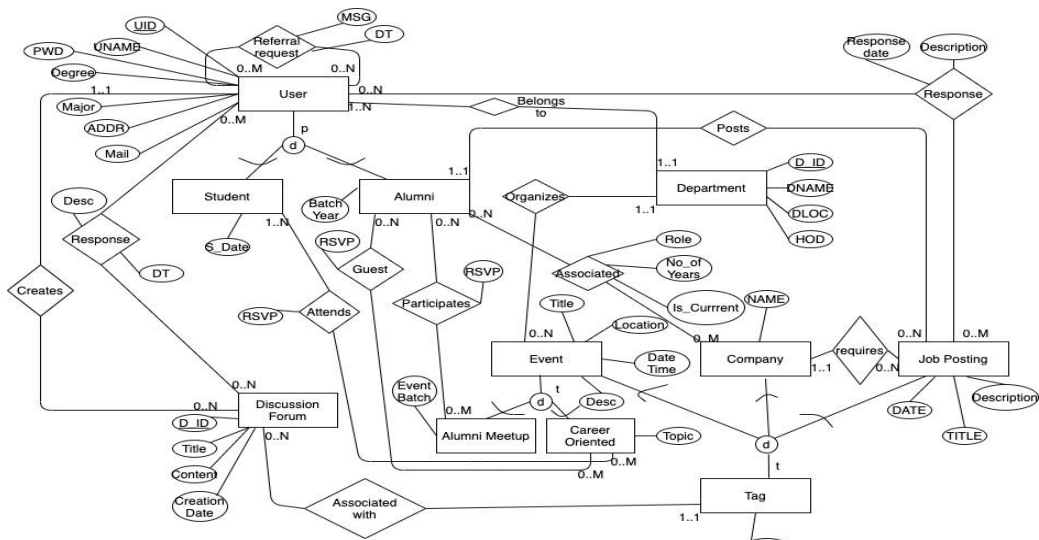 MSG
UID
Response
date
Description
Referral
request
DT
UNAME
PWD
0..M
0..N
Degree
1..1
User
0..N
Response
1..N
Belongs
to
Major
0..M
Posts
ADDR
p
Mail
d
D_ID
1..1
1..1
Student
Alumni
Department
DNAME
Organizes
Desc
Batch
Year
DLOC
1..N
0..N
0..N
0..N
1..1
RSVP
HOD
Response
S_Date
Role
Guest
RSVP
No_of
Years
DT
Associated
Creates
Participates
Is_Currrent
NAME
RSVP
Attends
Title
Location
0..N
0..M
0..N
0..M
Event
Date
Time
Company
requires
Job Posting
1..1
0..N
Event
Batch
t
0..N
Description
0..N
Discussion
Forum
d
Desc
DATE
0..M
D_ID
Alumni Meetup
Career
Oriented
Topic
TITLE
0..N
d
Title
0..M
t
Content
0..M
Creation
Date
Associated
with
Tag
1..1